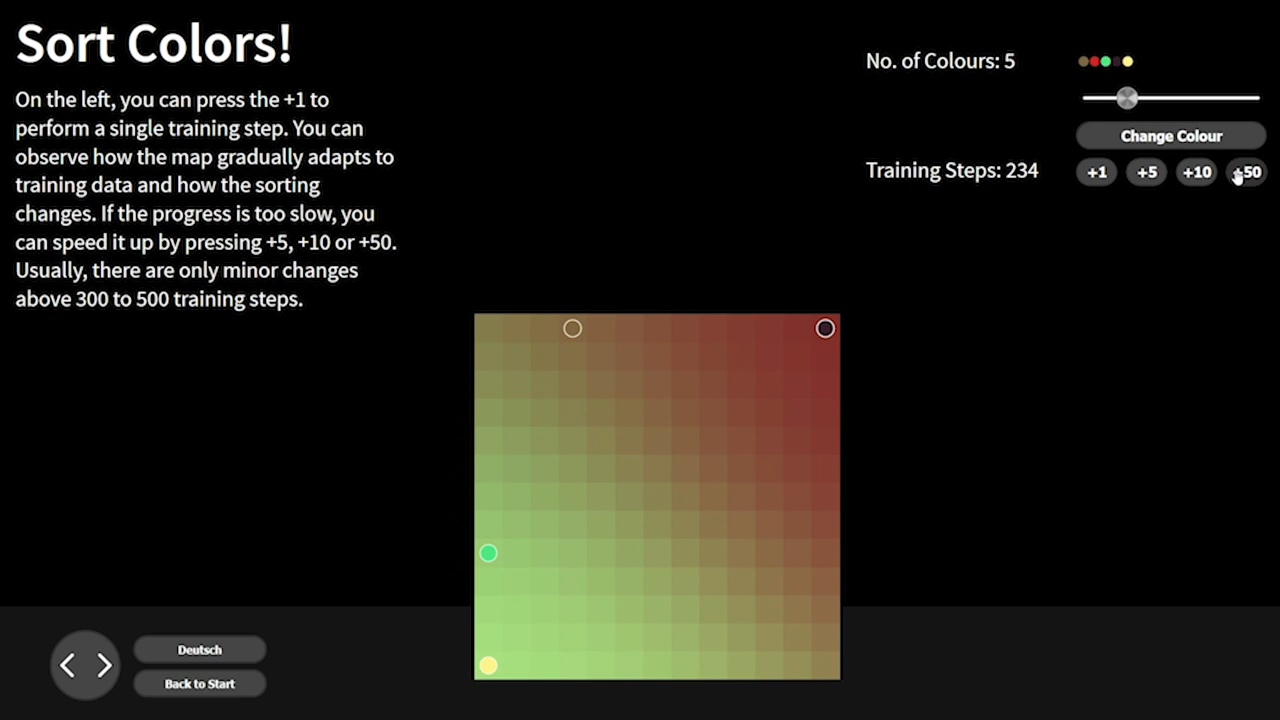 Sort Colors!
On the left, you can press the +1 to
perform a single training step. You can
observe how the map gradually adapts to
training data and how the sorting
changes. If the progress is too slow, you
can speed it up by pressing +5, +10 or +50.
Usually, there are only minor changes
above 300 to 500 training steps.
No. of Colours: 5
Change Colour
Training Steps: 234
+1 +5 +10 +50
Deutsch
Back to Start